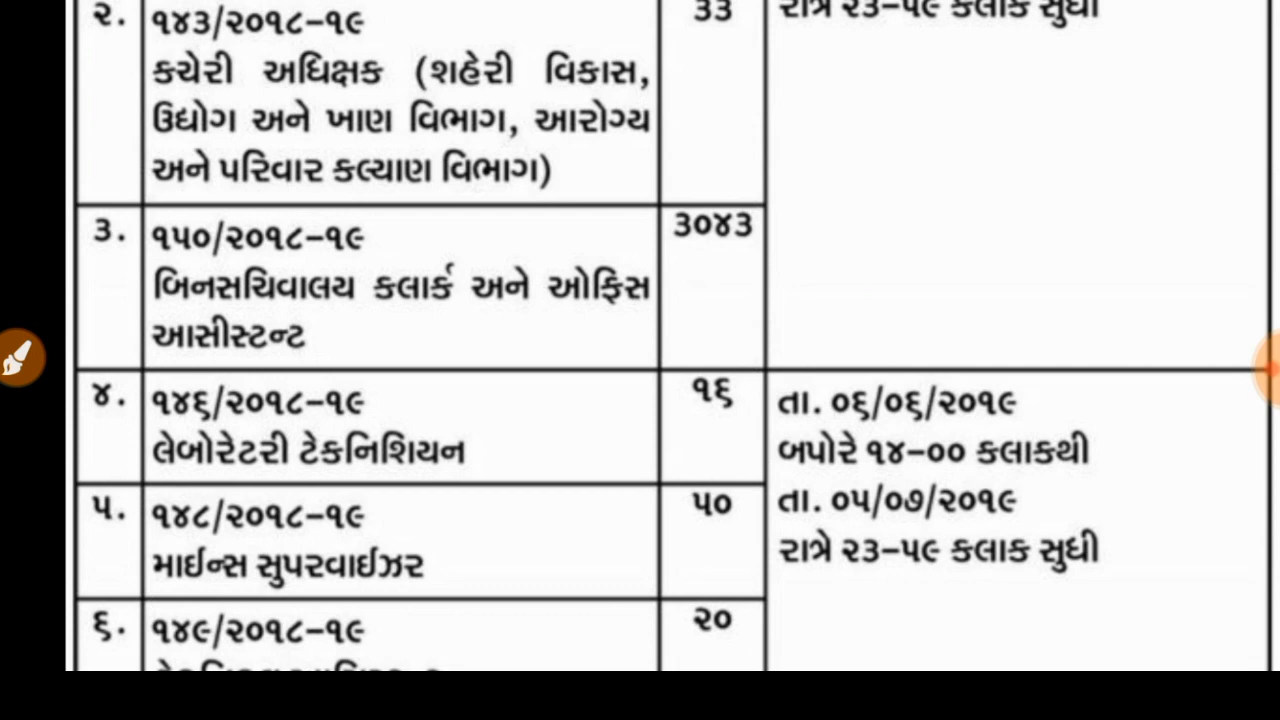 ૨.
૧૪૩/૨૦૧૮-૧૯
કચેરી અધિક્ષક (શહેરી વિકાસ,
ઉદ્યોગ અને ખાણ વિભાગ, આરોગ્ય
અને પરિવાર કલ્યાણ વિભાગ)
૩૩
રાત્રે ૨૩-૫૯ કલાક સુધી
૩.
૧૫૦/૨૦૧૮-૧૯
બિનસચિવાલય કલાર્ક અને ઓફિસ
આસીસ્ટન્ટ
૩૦૪૩
૪.
૧૪૬/૨૦૧૮-૧૯
લેબોરેટરી ટેકનિશિયન
૧૬
તા. ૦૬/૦૬/૨૦૧૯
બપોરે ૧૪-૦૦ કલાકથી
તા. ૦૫/૦૭/૨૦૧૯
રાત્રે ૨૩-૫૯ કલાક સુધી
૫.
૧૪૮/૨૦૧૮-૧૯
માઈન્સ સુપરવાઈઝર
૫૦
૬.
૧૪૯/૨૦૧૮-૧૯
૨૦